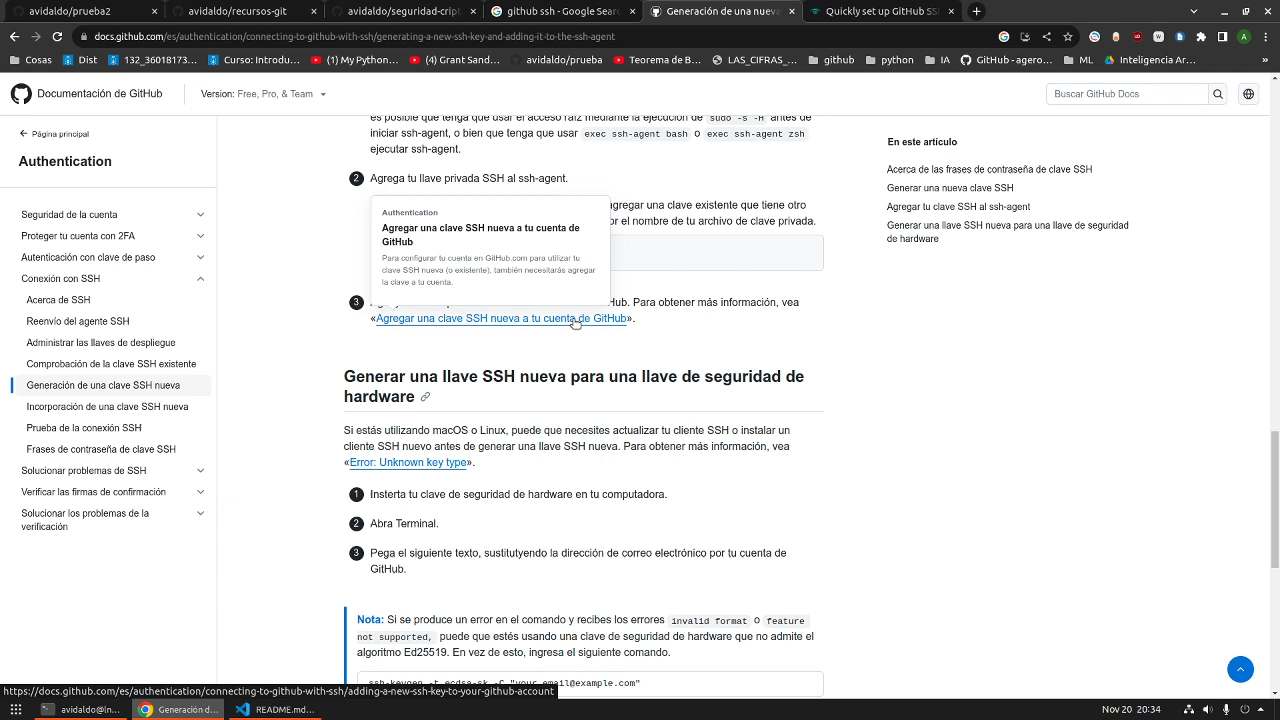 avidaldo/prueba2
avidaldo/recursos-git
avidaldo/seguridad-cript
github ssh - Google Sear
Generación de una nueva
Quickly set up GitHub SS
docs.github.com/es/authentication/connecting-to-github-with-ssh/generating-a-new-ssh-key-and-adding-it-to-the-ssh-agent
Cosas
Dist
132_36018173...
Curso: Introdu...
(1) My Python...
(4) Grant Sand...
avidaldo/prueba
Teorema de B...
LAS_CIFRAS_...
github
python
IA
GitHub - agero...
ML
Inteligencia Ar...
»
Documentación de GitHub
Version: Free, Pro, & Team
Buscar GitHub Docs
Página principal
Authentication
Seguridad de la cuenta
Proteger tu cuenta con 2FA
Autenticación con clave de paso
Conexión con SSH
Acerca de SSH
Reenvío del agente SSH
Administrar las llaves de despliegue
Comprobación de la clave SSH existente
Generación de una clave SSH nueva
Incorporación de una clave SSH nueva
Prueba de la conexión SSH
Frases de contraseña de clave SSH
Solucionar problemas de SSH
Verificar las firmas de confirmación
Solucionar los problemas de la
verificación
es posible que tenga que usar el acceso raíz mediante la ejecución de sudo -s -H antes de
iniciar ssh-agent, o bien que tenga que usar exec ssh-agent bash o exec ssh-agent zsh
ejecutar ssh-agent.
2 Agrega tu llave privada SSH al ssh-agent.
agregar una clave existente que tiene otro
or el nombre de tu archivo de clave privada.
Authentication
Agregar una clave SSH nueva a tu cuenta de
GitHub
Para configurar tu cuenta en GitHub.com para utilizar tu
clave SSH nueva (o existente), también necesitarás agregar
la clave a tu cuenta.
3 Hub. Para obtener más información, vea
«Agregar una clave SSH nueva a tu cuenta de GitHub».
Generar una llave SSH nueva para una llave de seguridad de
hardware
Si estás utilizando macOS o Linux, puede que necesites actualizar tu cliente SSH o instalar un
cliente SSH nuevo antes de generar una llave SSH nueva. Para obtener más información, vea
«Error: Unknown key type».
1 Insterta tu clave de seguridad de hardware en tu computadora.
2 Abra Terminal.
3 Pega el siguiente texto, sustitutyendo la dirección de correo electrónico por tu cuenta de
GitHub.
Nota: Si se produce un error en el comando y recibes los errores invalid format o feature
not supported, puede que estés usando una clave de seguridad de hardware que no admite el
algoritmo Ed25519. En vez de esto, ingresa el siguiente comando.
ssh-keygen -t ecdsa-sk -C "your_email@example.com"
En este artículo
Acerca de las frases de contraseña de clave SSH
Generar una nueva clave SSH
Agregar tu clave SSH al ssh-agent
Generar una llave SSH nueva para una llave de seguridad
de hardware
https://docs.github.com/es/authentication/connecting-to-github-with-ssh/adding-a-new-ssh-key-to-your-github-account
avidaldo@ln...
Generación d...
README.md...
Nov 20 20:34